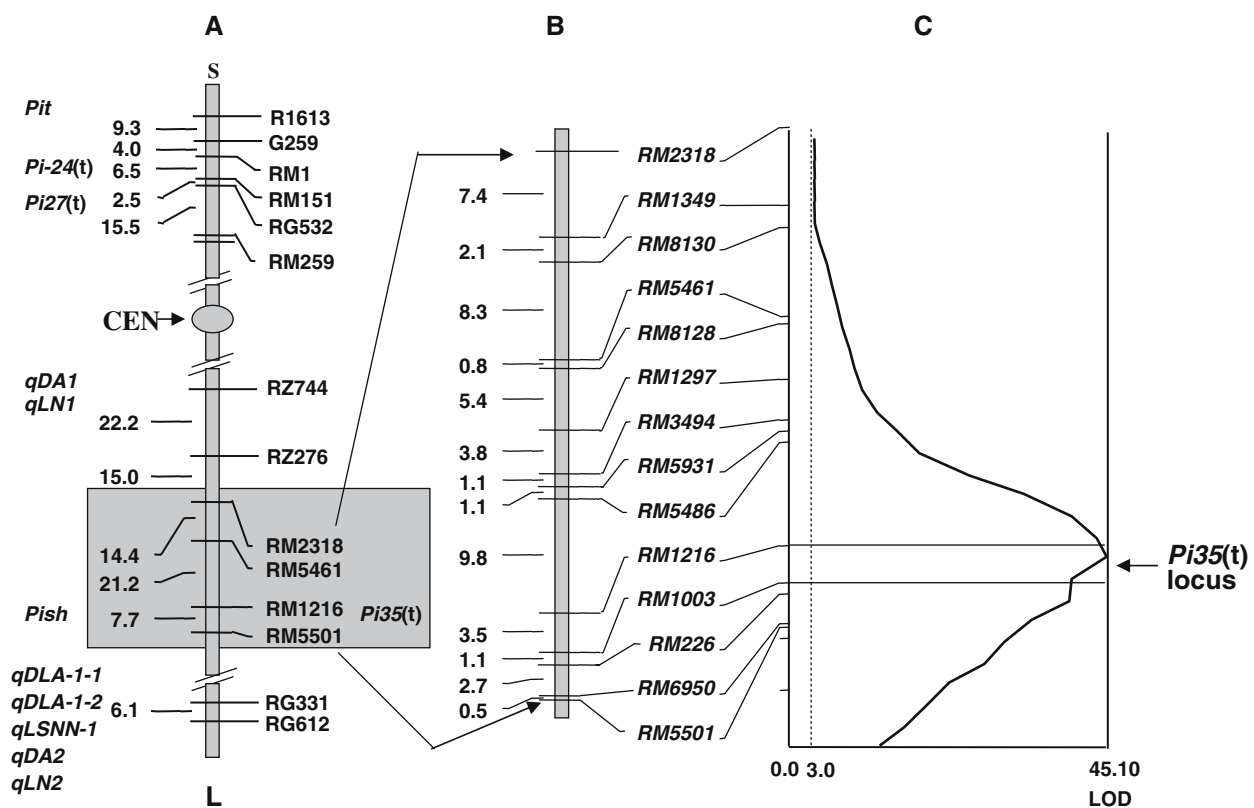 A
B
C
S
Pit
R1613
9.3
G259
4.0
Pi-24(t)
6.5
RM1
2.5
RM151
Pi27(t)
15.5
RG532
RM259
CEN
qDA1
qLN1
RZ744
22.2
RZ276
15.0
RM2318
14.4
RM5461
21.2
RM1216
Pish
7.7
Pi35(t)
RM5501
qDLA-1-1
qDLA-1-2
6.1
RG331
qLSNN-1
RG612
qDA2
qLN2
L
RM2318
7.4
RM1349
2.1
RM8130
8.3
RM5461
0.8
RM8128
5.4
RM1297
3.8
RM3494
1.1
RM5931
1.1
RM5486
9.8
RM1216
3.5
RM1003
1.1
RM226
2.7
RM6950
0.5
RM5501
Pi35(t)
locus
0.0 3.0 45.10
LOD